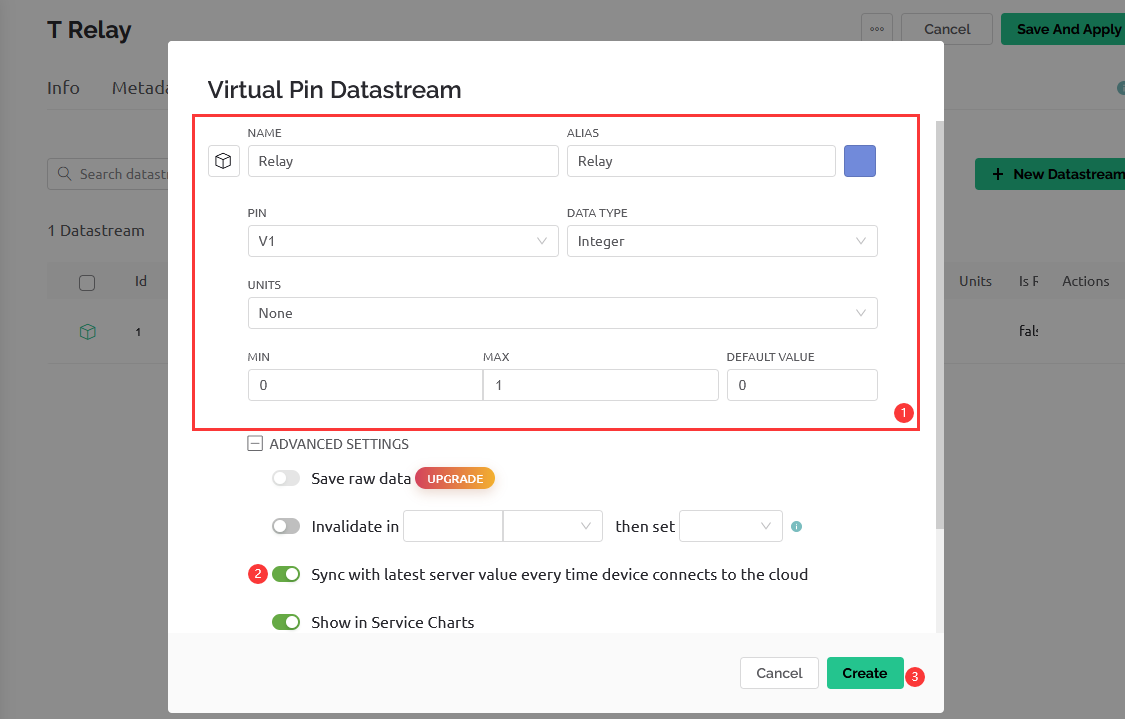 T Relay
◦◦◦ Cancel Save And Apply
Info Metada
Virtual Pin Datastream
NAME ALIAS
Relay Relay
Search datastr
New Datastream
PIN DATA TYPE
V1 Integer
1 Datastream
UNITS
Id Units Is R Actions
None
1 fals
MIN MAX DEFAULT VALUE
0 1 0
1
ADVANCED SETTINGS
Save raw data UPGRADE
Invalidate in then set
2 Sync with latest server value every time device connects to the cloud
Show in Service Charts
Cancel Create 3